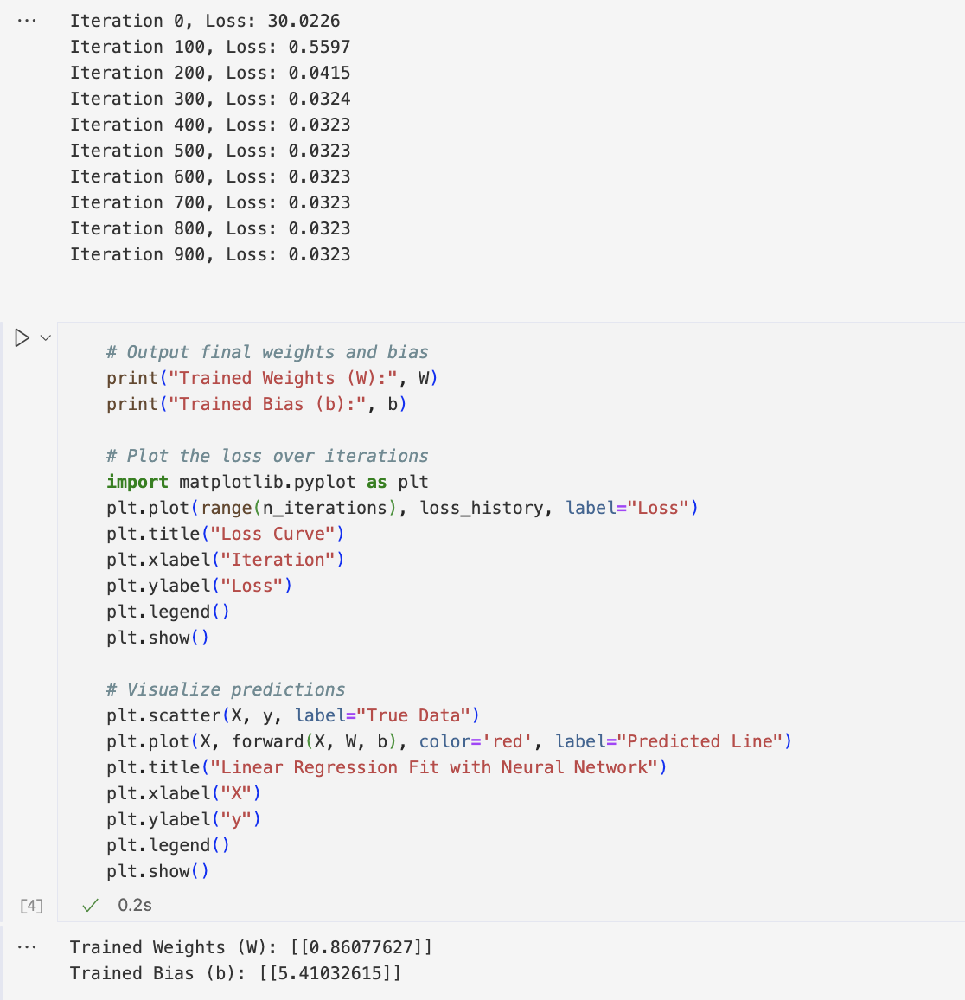 Iteration 0, Loss: 30.0226
Iteration 100, Loss: 0.5597
Iteration 200, Loss: 0.0415
Iteration 300, Loss: 0.0324
Iteration 400, Loss: 0.0323
Iteration 500, Loss: 0.0323
Iteration 600, Loss: 0.0323
Iteration 700, Loss: 0.0323
Iteration 800, Loss: 0.0323
Iteration 900, Loss: 0.0323
# Output final weights and bias
print("Trained Weights (W):", W)
print("Trained Bias (b):", b)
# Plot the loss over iterations
import matplotlib.pyplot as plt
plt.plot(range(n_iterations), loss_history, label="Loss")
plt.title("Loss Curve")
plt.xlabel("Iteration")
plt.ylabel("Loss")
plt.legend()
plt.show()
# Visualize predictions
plt.scatter(X, y, label="True Data")
plt.plot(X, forward(X, W, b), color='red', label="Predicted Line")
plt.title("Linear Regression Fit with Neural Network")
plt.xlabel("X")
plt.ylabel("y")
plt.legend()
plt.show()
[4] 0.2s
Trained Weights (W): [[0.86077627]]
Trained Bias (b): [[5.41032615]]